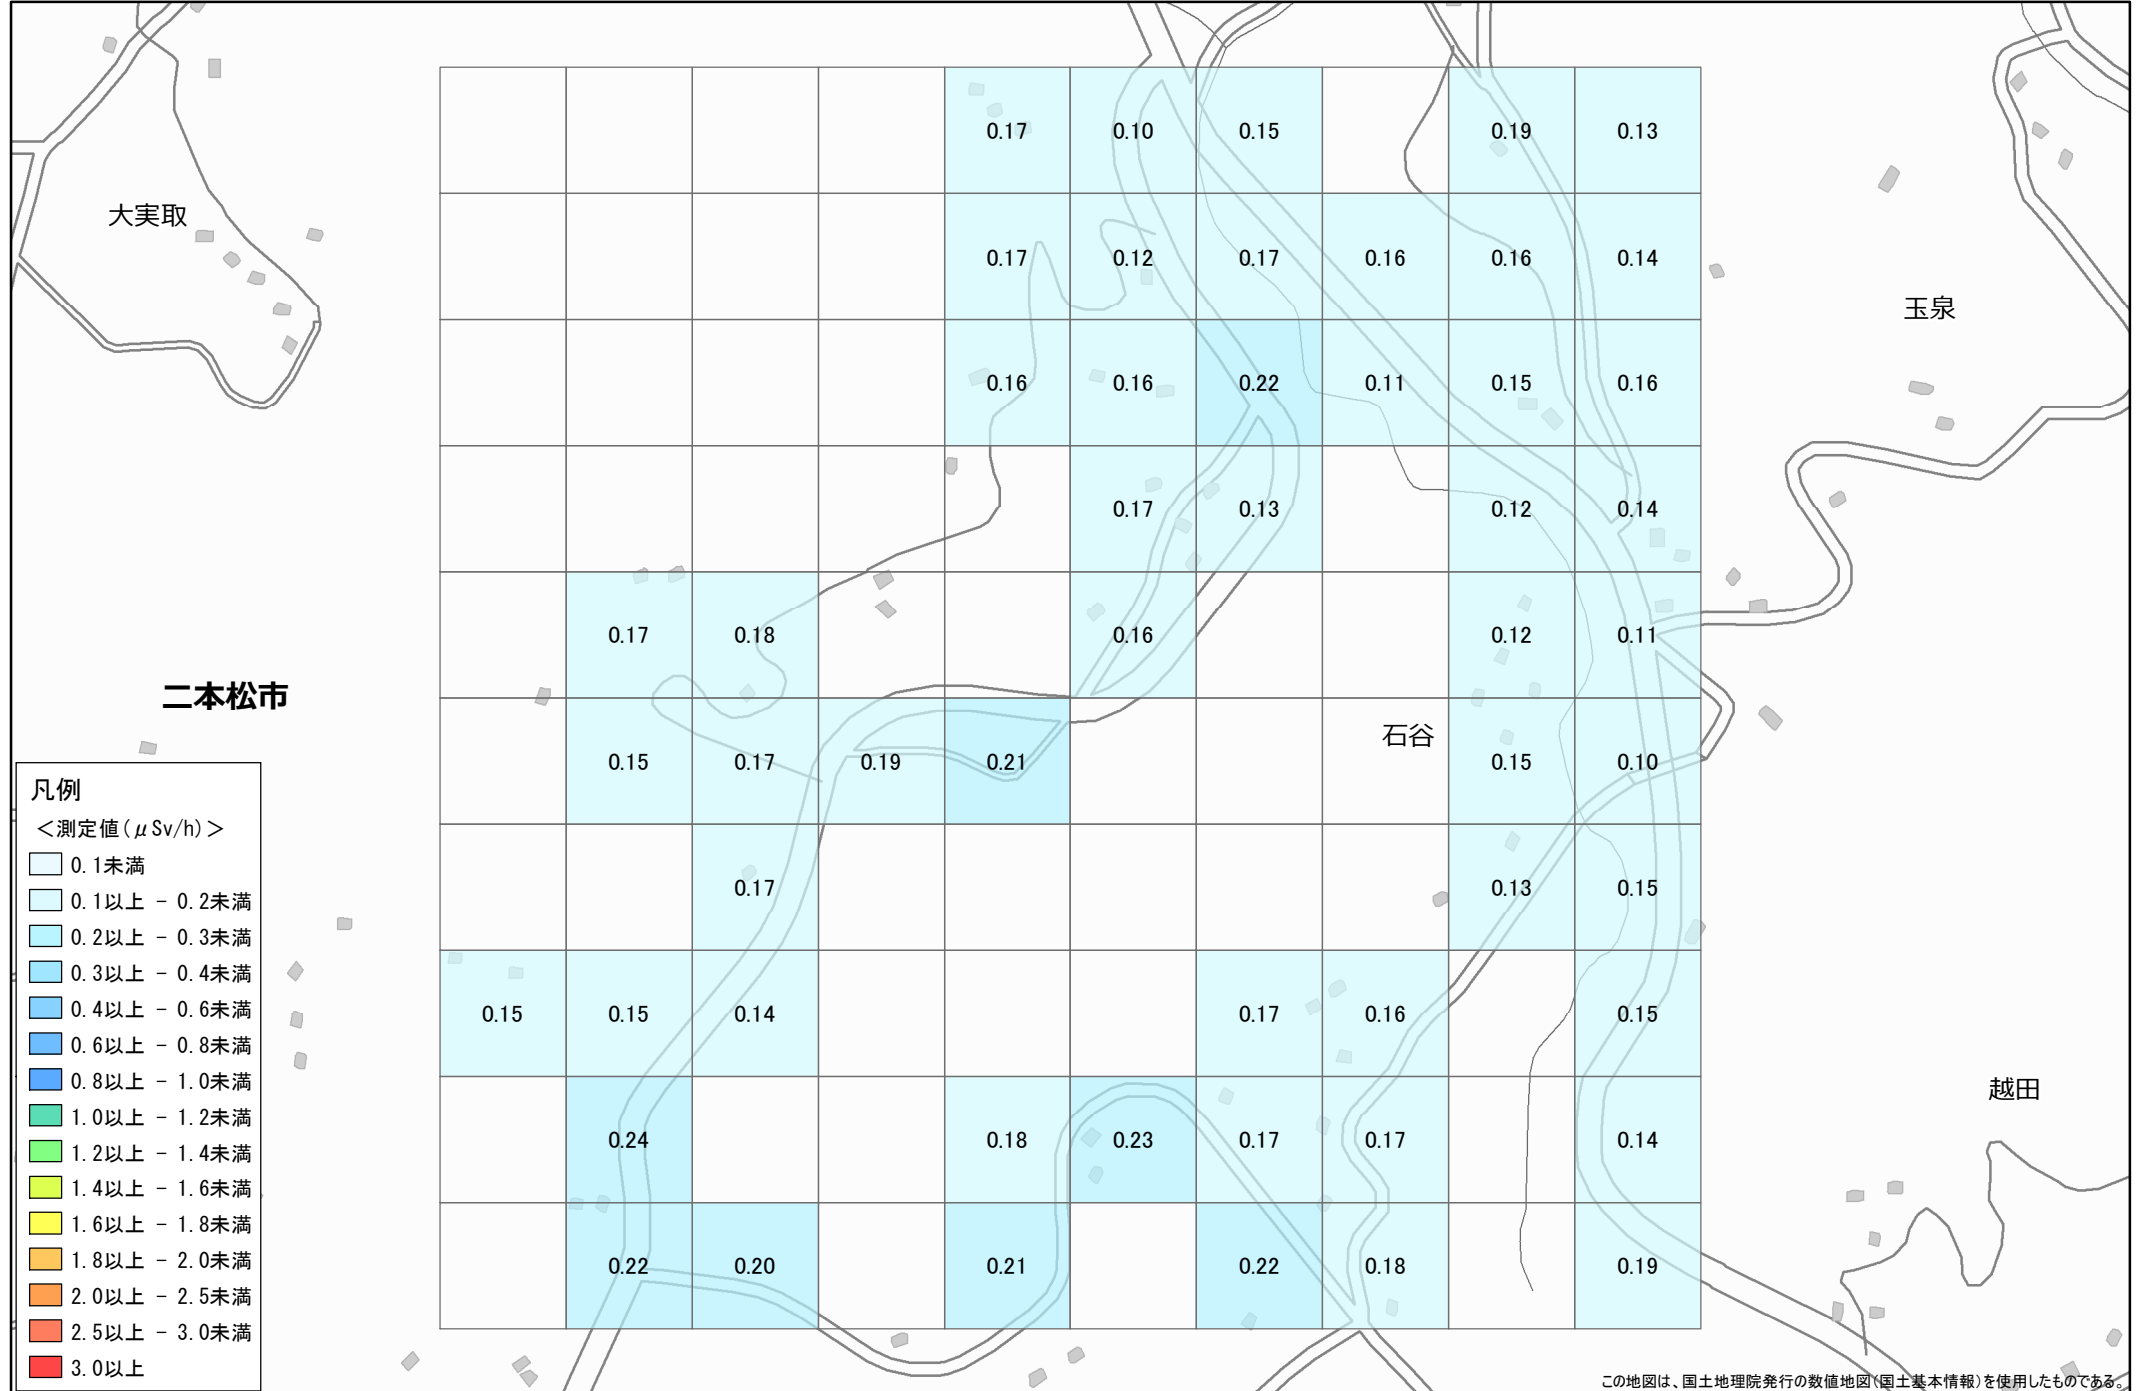 0.17 0.10 0.15 0.19 0.13
大実取
0.17 0.12 0.17 0.16 0.16 0.14
玉泉
0.16 0.16 0.22 0.11 0.15 0.16
0.17 0.13 0.12 0.14
0.17 0.18 0.16 0.12 0.11
二本松市
石谷
0.15 0.17 0.19 0.21 0.15 0.10
0.17 0.13 0.15
0.15 0.15 0.14 0.17 0.16 0.15
越田
0.24 0.18 0.23 0.17 0.17 0.14
0.22 0.20 0.21 0.22 0.18 0.19
凡例
＜測定値(μSv/h)＞
0.1未満
0.1以上 - 0.2未満
0.2以上 - 0.3未満
0.3以上 - 0.4未満
0.4以上 - 0.6未満
0.6以上 - 0.8未満
0.8以上 - 1.0未満
1.0以上 - 1.2未満
1.2以上 - 1.4未満
1.4以上 - 1.6未満
1.6以上 - 1.8未満
1.8以上 - 2.0未満
2.0以上 - 2.5未満
2.5以上 - 3.0未満
3.0以上
この地図は、国土地理院発行の数値地図(国土基本情報)を使用したものである。